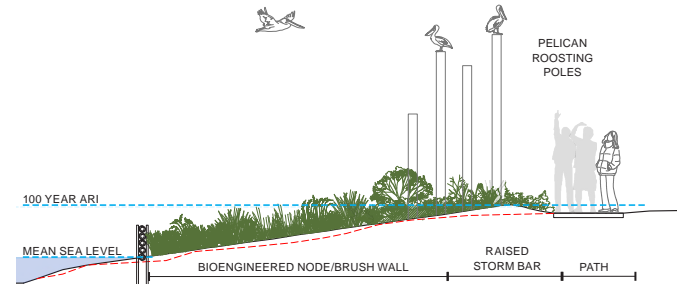 PELICAN
ROOSTING
POLES
100 YEAR ARI
MEAN SEA LEVEL
BIOENGINEERED NODE/BRUSH WALL
RAISED
STORM BAR
PATH